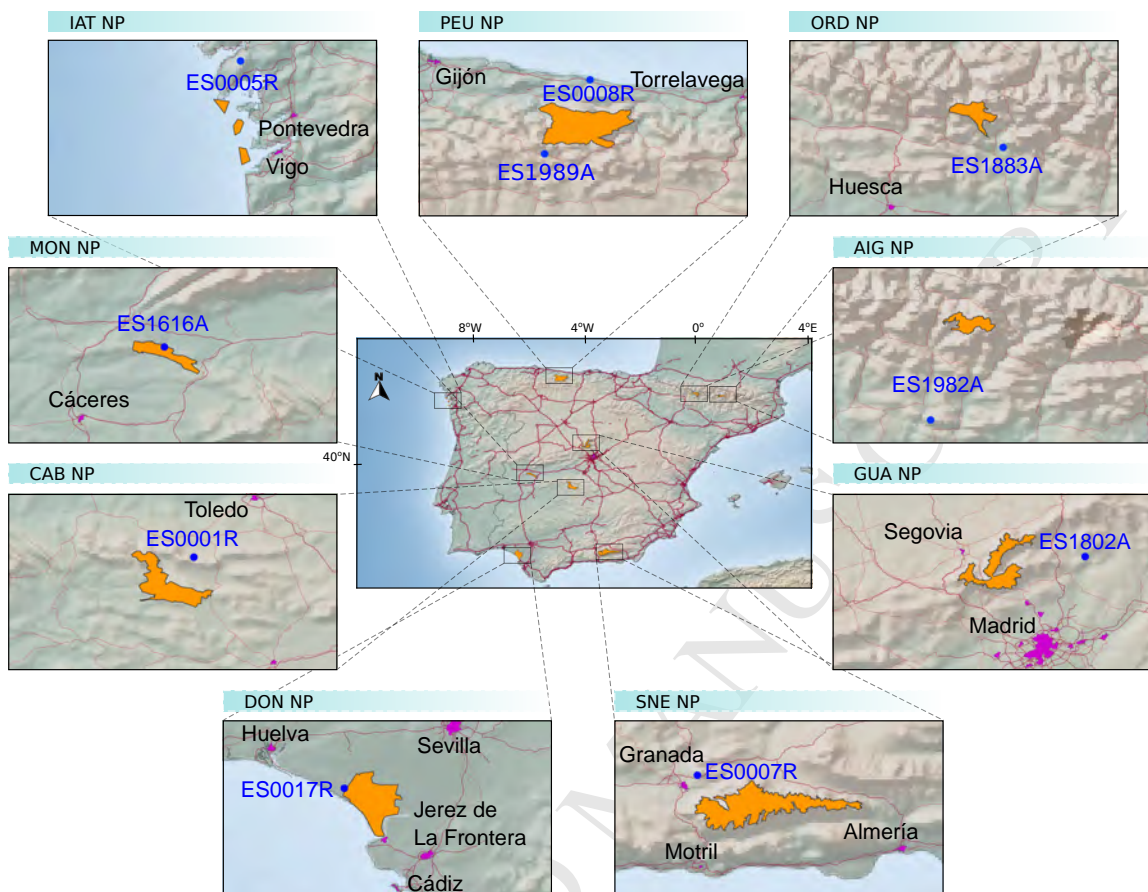 IAT NP
PEU NP
ORD NP
ES0005R
Pontevedra
Vigo
Gijón
Torrelavega
ES0008R
ES1989A
ES1883A
Huesca
MON NP
AIG NP
ES1616A
Cáceres
ES1982A
8°W
4°W
0°
4°E
N
40°N
CAB NP
GUA NP
Toledo
ES0001R
Segovia
ES1802A
Madrid
DON NP
SNE NP
Huelva
Sevilla
ES0017R
Jerez de
La Frontera
Cádiz
Granada
ES0007R
Almería
Motril